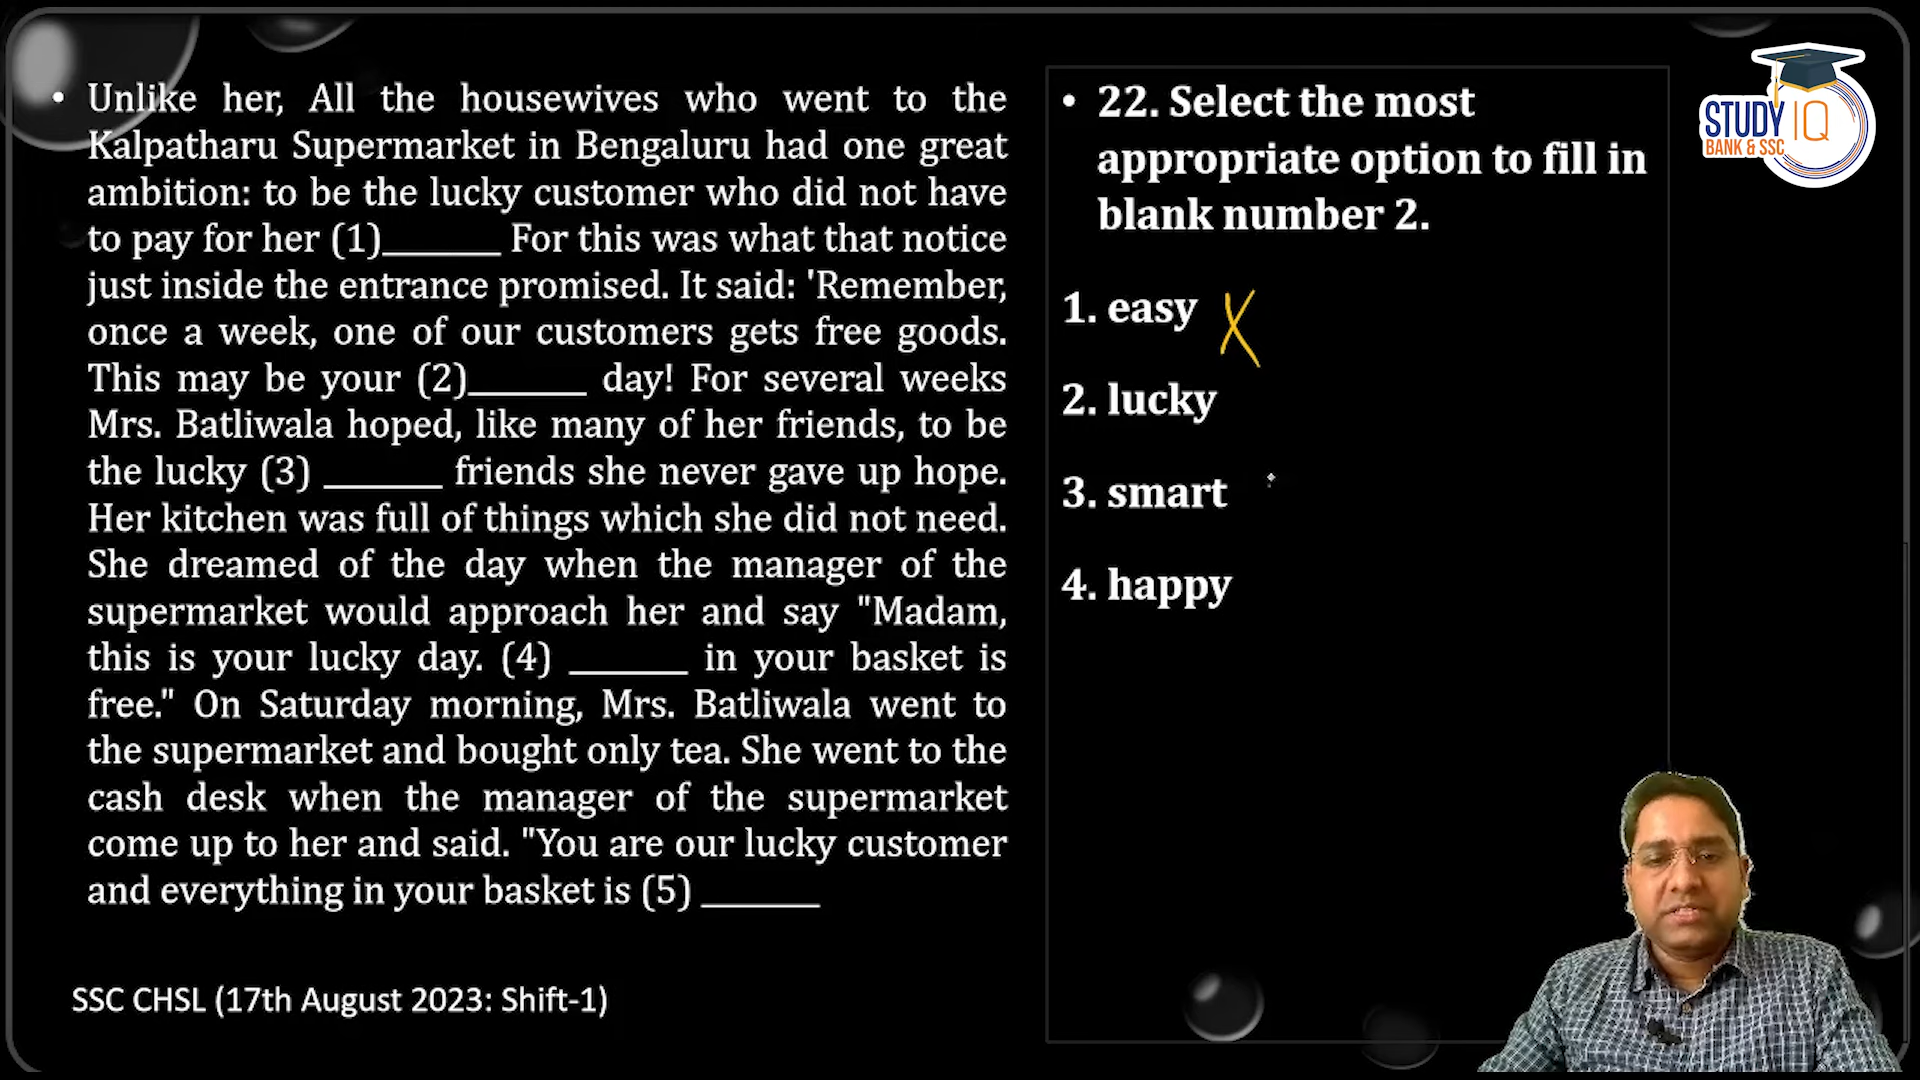 • Unlike her, All the housewives who went to the
Kalpatharu Supermarket in Bengaluru had one great
ambition: to be the lucky customer who did not have
to pay for her (1)______ For this was what that notice
just inside the entrance promised. It said: 'Remember,
once a week, one of our customers gets free goods.
This may be your (2)______ day! For several weeks
Mrs. Batliwala hoped, like many of her friends, to be
the lucky (3) ______ friends she never gave up hope.
Her kitchen was full of things which she did not need.
She dreamed of the day when the manager of the
supermarket would approach her and say "Madam,
this is your lucky day. (4) ______ in your basket is
free." On Saturday morning, Mrs. Batliwala went to
the supermarket and bought only tea. She went to the
cash desk when the manager of the supermarket
come up to her and said. "You are our lucky customer
and everything in your basket is (5) ______
SSC CHSL (17th August 2023: Shift-1)
• 22. Select the most
appropriate option to fill in
blank number 2.
1. easy X
2. lucky
3. smart
4. happy
STUDY IQ
BANK & SSC